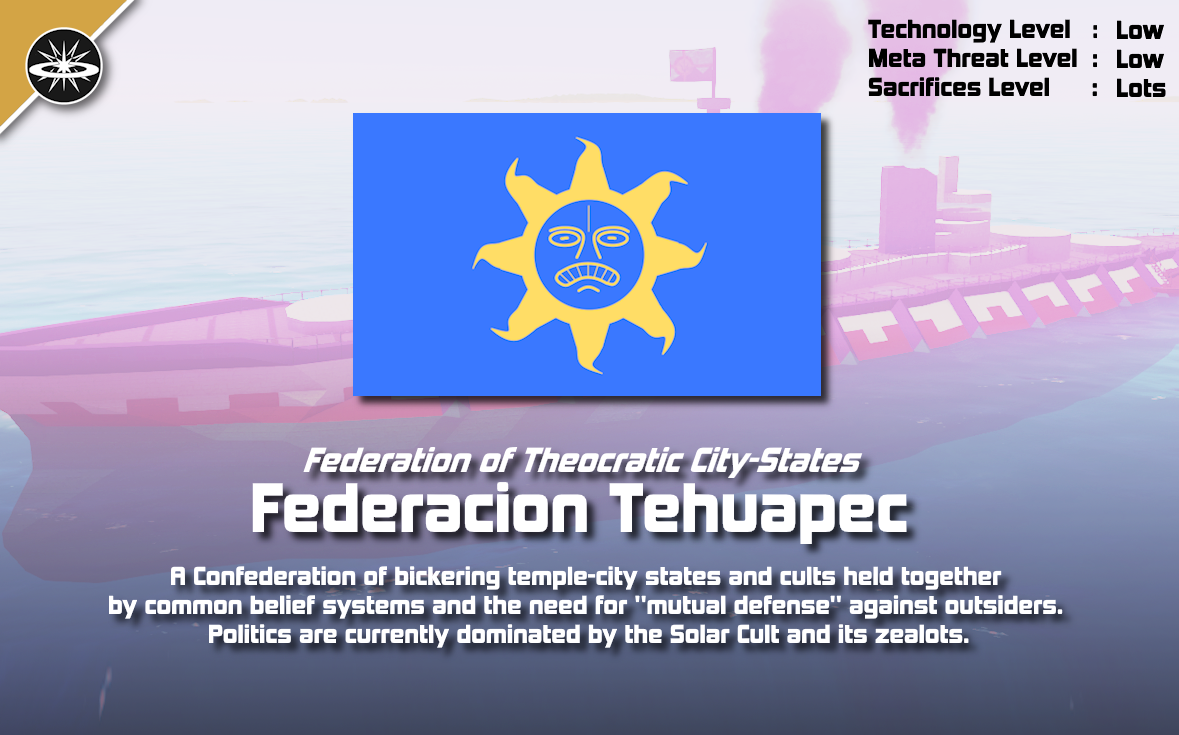 Technology Level : Low
Meta Threat Level : Low
Sacrifices Level : Lots
Federation of Theocratic City-States
Federacion Tehuapec
A Confederation of bickering temple-city states and cults held together
by common belief systems and the need for "mutual defense" against outsiders.
Politics are currently dominated by the Solar Cult and its zealots.